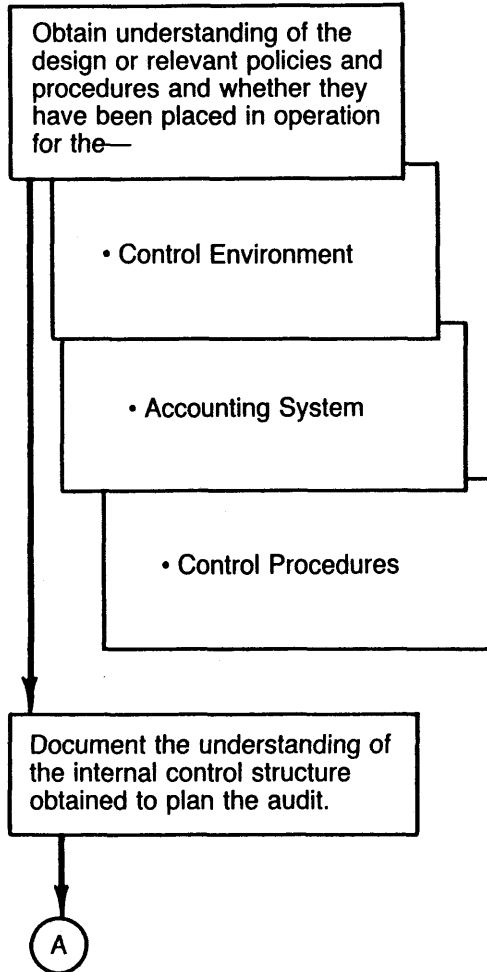 Obtain understanding of the
design or relevant policies and
procedures and whether they
have been placed in operation
for the—
• Control Environment
• Accounting System
• Control Procedures
Document the understanding of
the internal control structure
obtained to plan the audit.
A